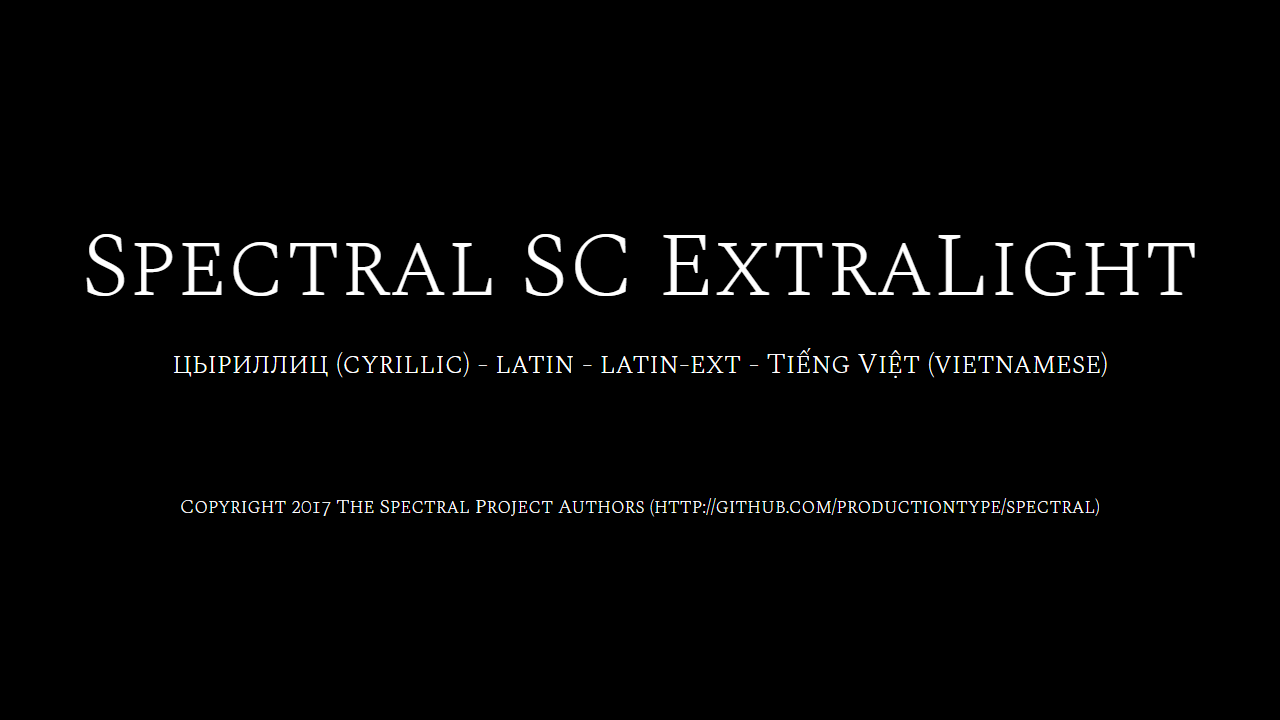 Spectral SC ExtraLight
цыриллиц (cyrillic) - latin - latin-ext - Tiếng Việt (vietnamese)
Copyright 2017 The Spectral Project Authors (http://github.com/productiontype/spectral)